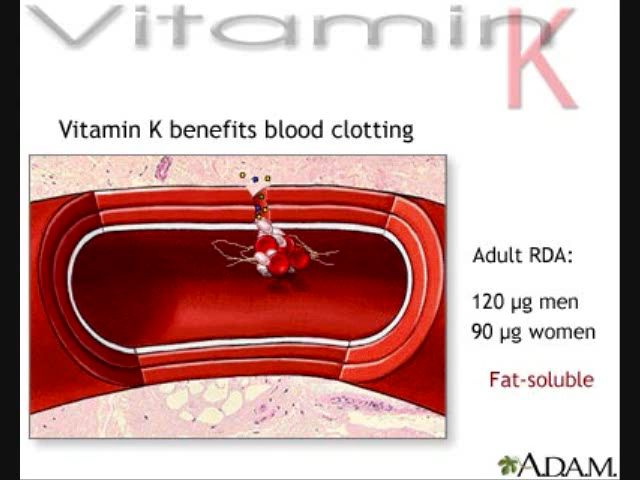 Vitamin K
Vitamin K benefits blood clotting
Adult RDA:
120 µg men
90 µg women
Fat-soluble
A.D.A.M.